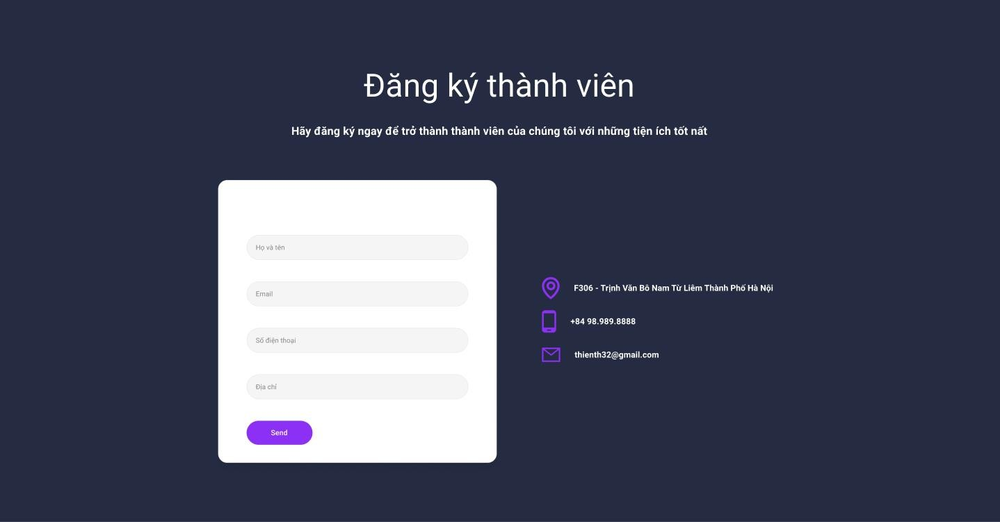 Đăng ký thành viên
Hãy đăng ký ngay để trở thành thành viên của chúng tôi với những tiện ích tốt nất
Họ và tên
Email
Số điện thoại
Địa chỉ
Send
F306 - Trịnh Văn Bô Nam Từ Liêm Thành Phố Hà Nội
+84 98.989.8888
thienth32@gmail.com